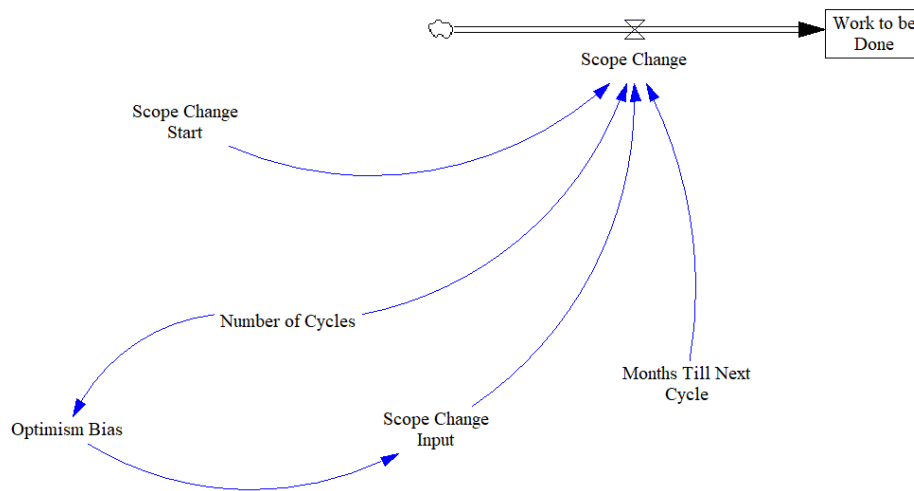 Work to be
Done
Scope Change
Scope Change
Start
Number of Cycles
Months Till Next
Cycle
Optimism Bias
Scope Change
Input